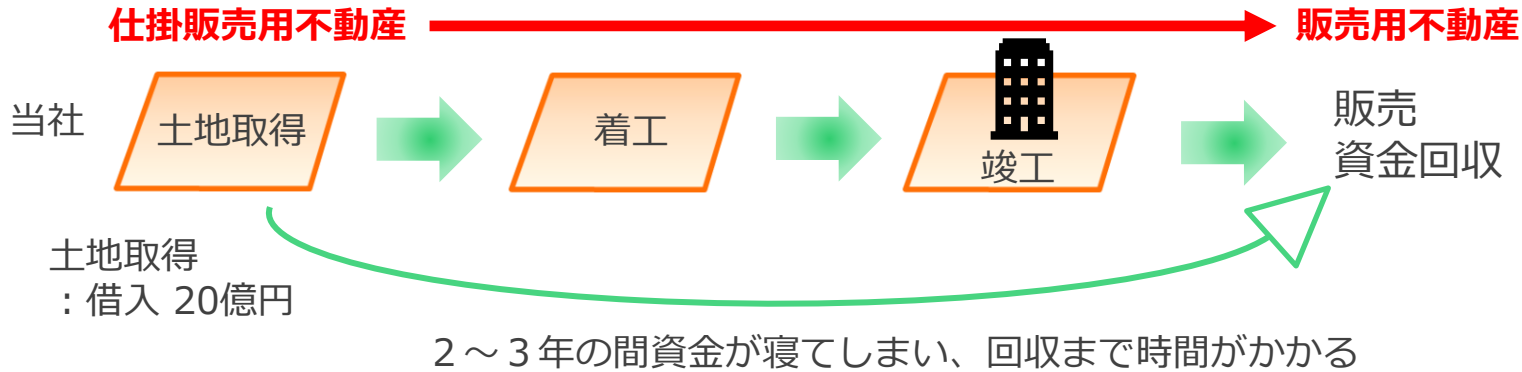 仕掛販売用不動産
販売用不動産
当社
土地取得
着工
竣工
販売
資金回収
土地取得
：借入 20億円
２～３年の間資金が寝てしまい、回収まで時間がかかる